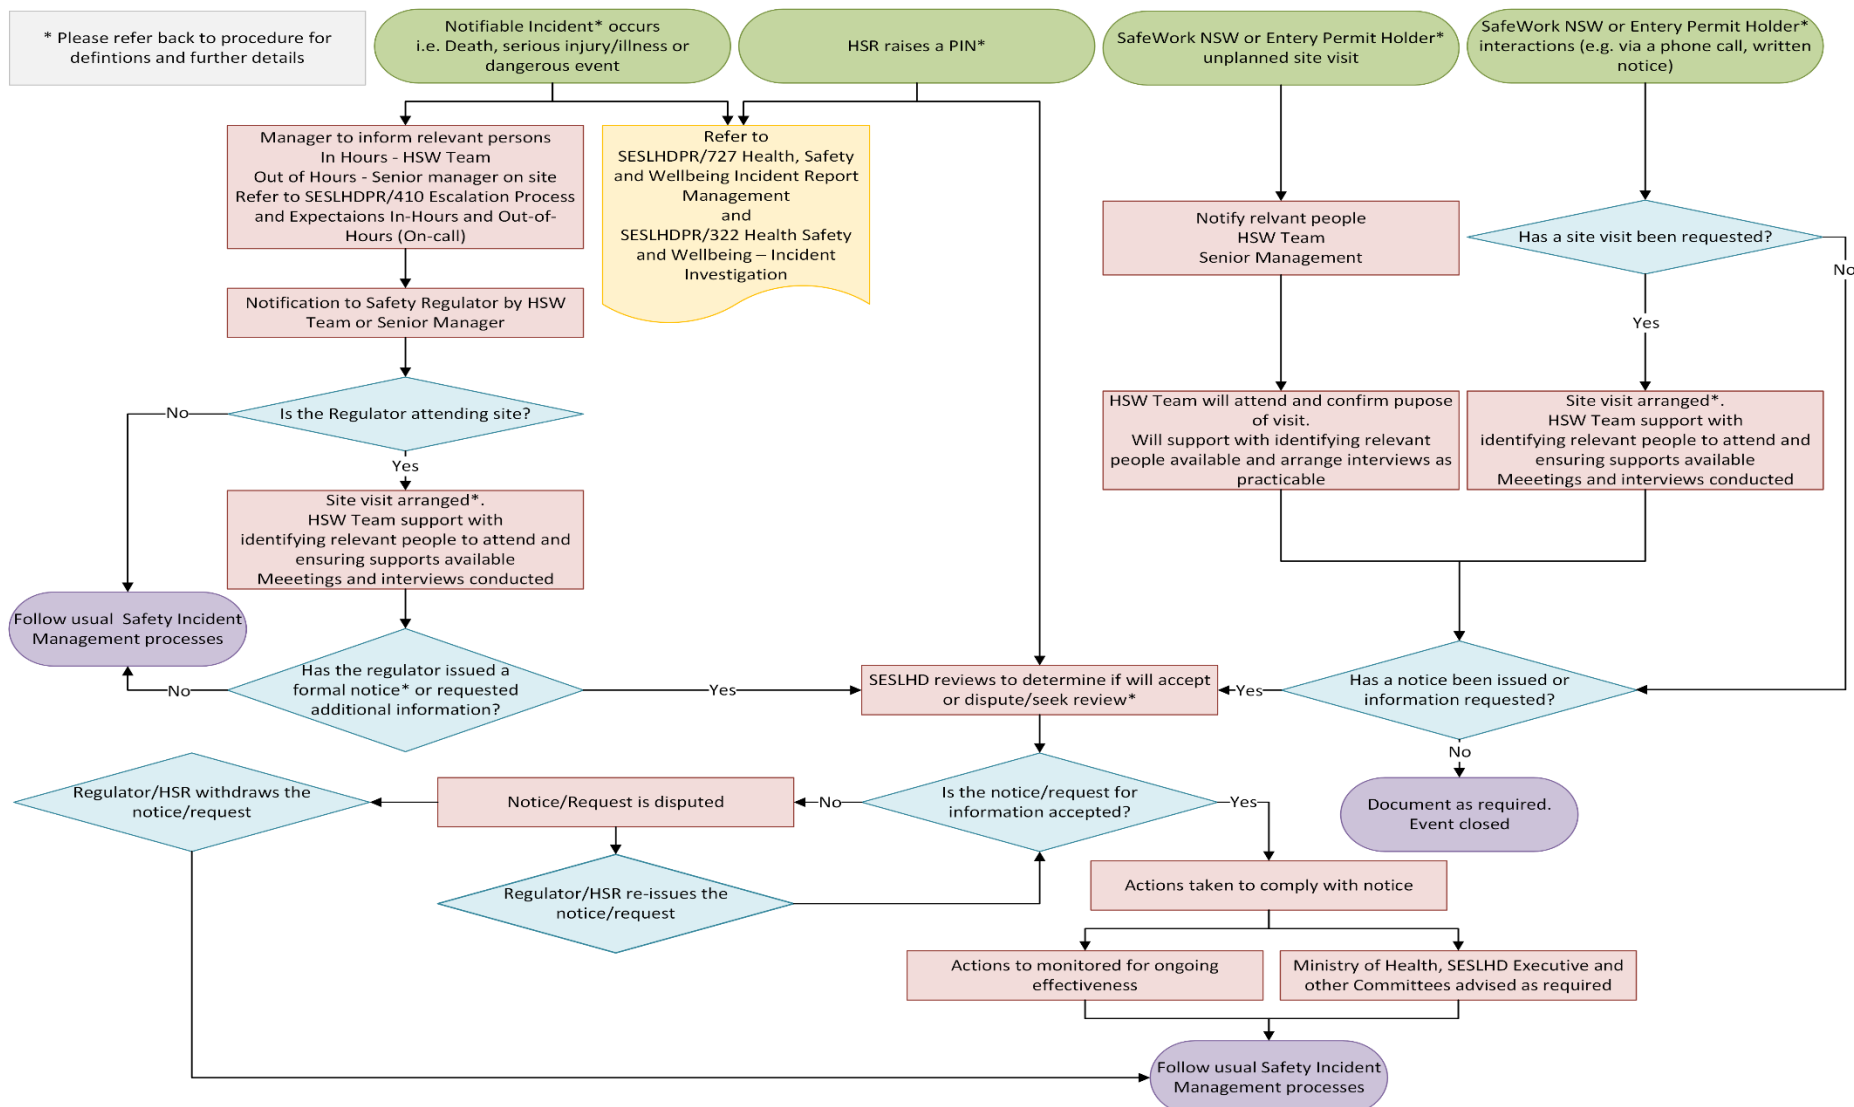 * Please refer back to procedure for
defintions and further details
Notifiable Incident* occurs
i.e. Death, serious injury/illness or
dangerous event
HSR raises a PIN*
SafeWork NSW or Entery Permit Holder*
unplanned site visit
SafeWork NSW or Entery Permit Holder*
interactions (e.g. via a phone call, written
notice)
Manager to inform relevant persons
In Hours - HSW Team
Out of Hours - Senior manager on site
Refer to SESLHDPR/410 Escalation Process
and Expectaions In-Hours and Out-of-
Hours (On-call)
Refer to
SESLHDPR/727 Health, Safety
and Wellbeing Incident Report
Management
and
SESLHDPR/322 Health Safety
and Wellbeing – Incident
Investigation
Notify relvant people
HSW Team
Senior Management
Has a site visit been requested?
No
Yes
Notification to Safety Regulator by HSW
Team or Senior Manager
Is the Regulator attending site?
No
Yes
HSW Team will attend and confirm pupose
of visit.
Will support with identifying relevant
people available and arrange interviews as
practicable
Site visit arranged*.
HSW Team support with
identifying relevant people to attend and
ensuring supports available
Meeetings and interviews conducted
Site visit arranged*.
HSW Team support with
identifying relevant people to attend and
ensuring supports available
Meeetings and interviews conducted
Follow usual  Safety Incident
Management processes
Has the regulator issued a
formal notice* or requested
additional information?
No
Yes
SESLHD reviews to determine if will accept
or dispute/seek review*
Yes
Has a notice been issued or
information requested?
No
Regulator/HSR withdraws the
notice/request
Notice/Request is disputed
No
Is the notice/request for
information accepted?
Yes
Document as required.
Event closed
Regulator/HSR re-issues the
notice/request
Actions taken to comply with notice
Actions to monitored for ongoing
effectiveness
Ministry of Health, SESLHD Executive and
other Committees advised as required
Follow usual Safety Incident
Management processes